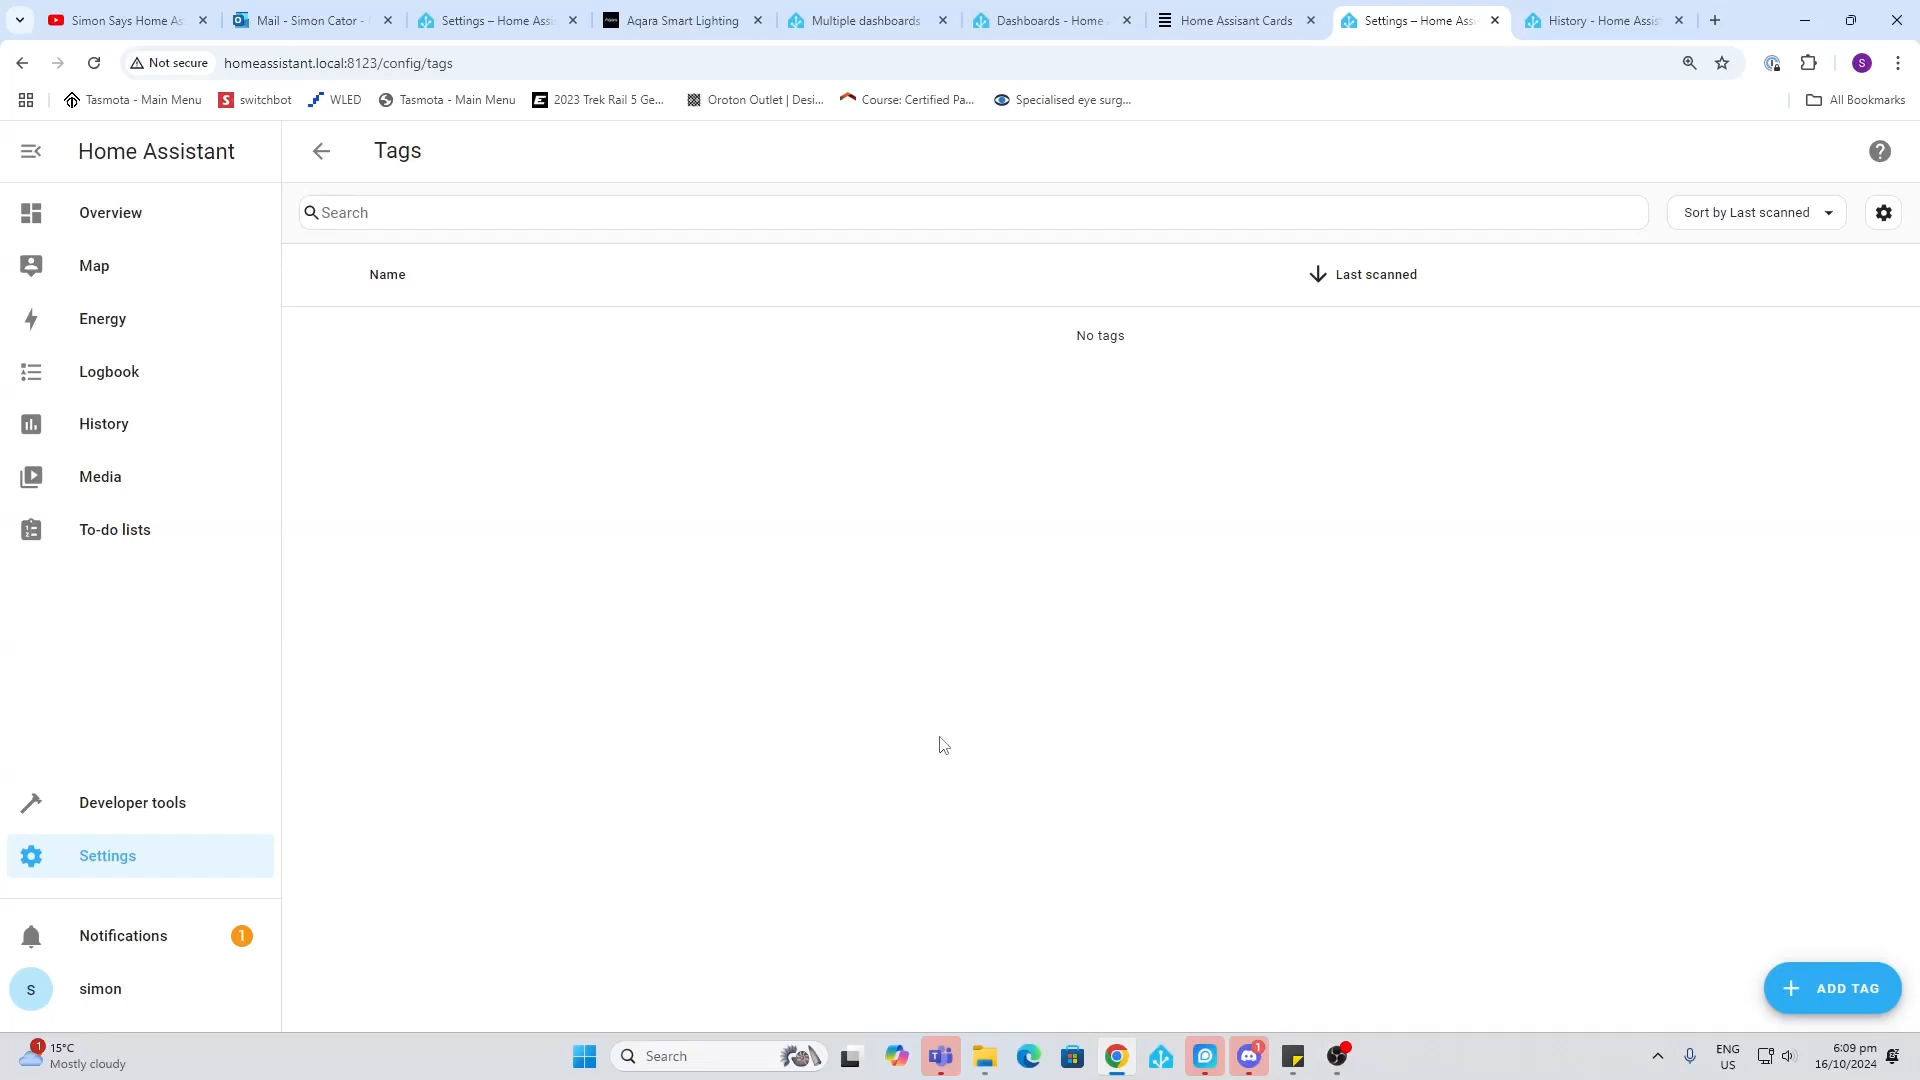 Simon Says Home As
Mail - Simon Cator -
Settings – Home Assi
Aqara Smart Lighting
Multiple dashboards
Dashboards - Home
Home Assisant Cards
Settings – Home Assi
History - Home Assis
Not secure
homeassistant.local:8123/config/tags
S
Tasmota - Main Menu
switchbot
WLED
Tasmota - Main Menu
2023 Trek Rail 5 Ge...
Oroton Outlet | Desi...
Course: Certified Pa...
Specialised eye surg...
All Bookmarks
Home Assistant
Tags
Overview
Search
Sort by Last scanned
Map
Name
Last scanned
Energy
No tags
Logbook
History
Media
To-do lists
Developer tools
Settings
Notifications
1
s
simon
ADD TAG
1
15°C
Mostly cloudy
Search
1
ENG
US
6:09 pm
16/10/2024